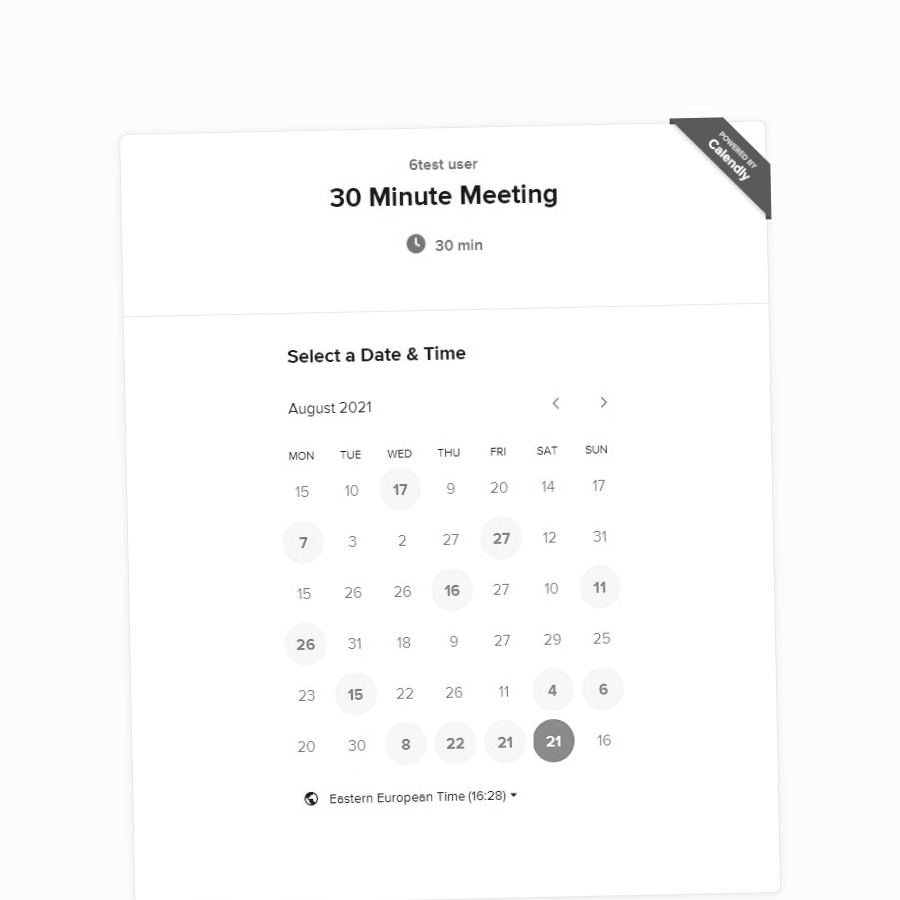 POWERED BY
Calendly
6test user
30 Minute Meeting
30 min
Select a Date & Time
August 2021
MON TUE WED THU FRI SAT SUN
15 10 17 9 20 14 17
7 3 2 27 27 12 31
15 26 26 16 27 10 11
26 31 18 9 27 29 25
23 15 22 26 11 4 6
20 30 8 22 21 21 16
Eastern European Time (16:28)